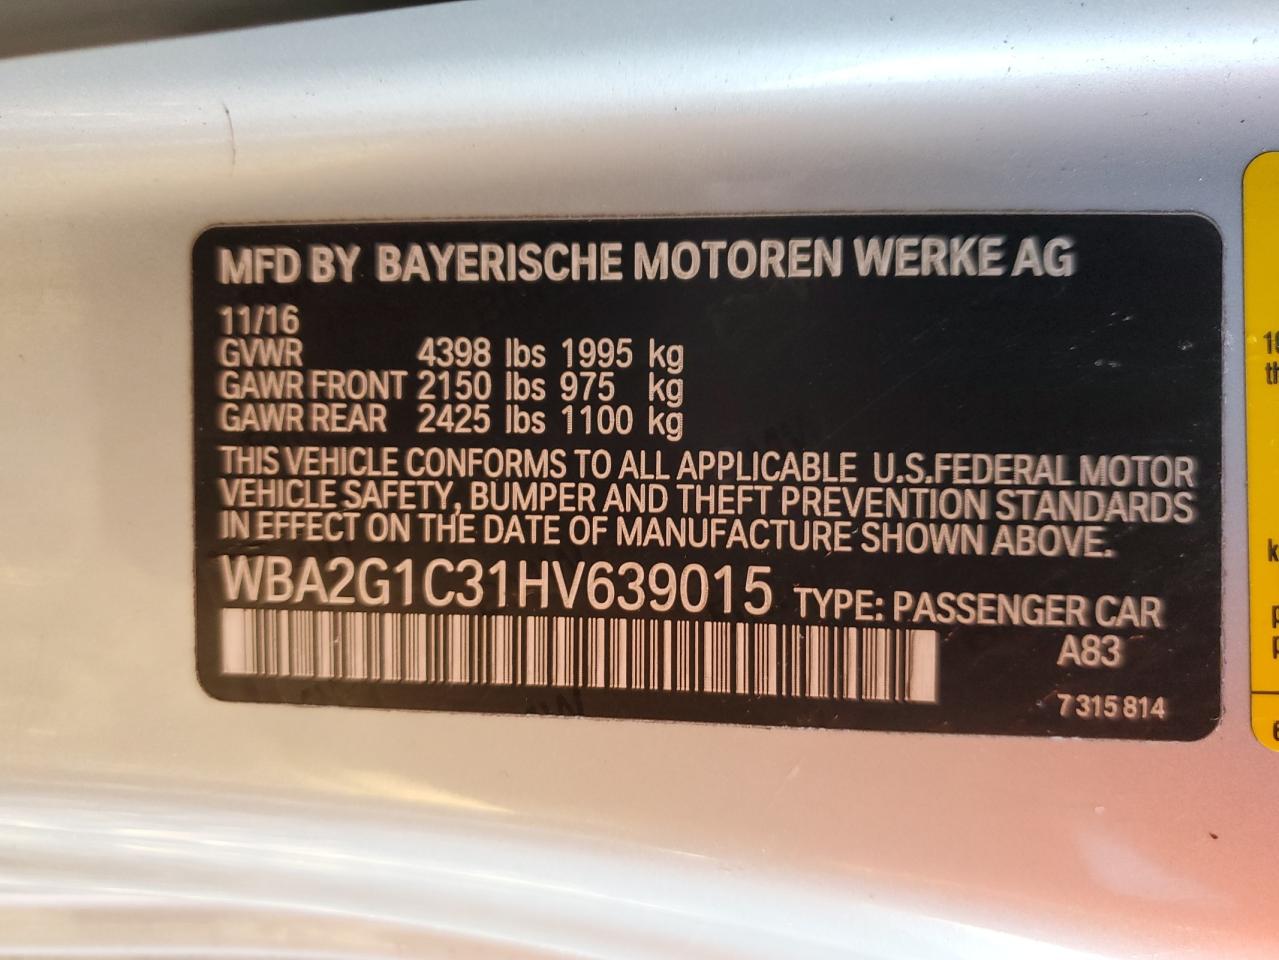 MFD BY BAYERISCHE MOTOREN WERKE AG
11/16
GVWR 4398 lbs 1995 kg
GAWR FRONT 2150 lbs 975 kg
GAWR REAR 2425 lbs 1100 kg
THIS VEHICLE CONFORMS TO ALL APPLICABLE U.S.FEDERAL MOTOR
VEHICLE SAFETY, BUMPER AND THEFT PREVENTION STANDARDS
IN EFFECT ON THE DATE OF MANUFACTURE SHOWN ABOVE.
WBA2G1C31HV639015 TYPE: PASSENGER CAR
A83
7 315 814